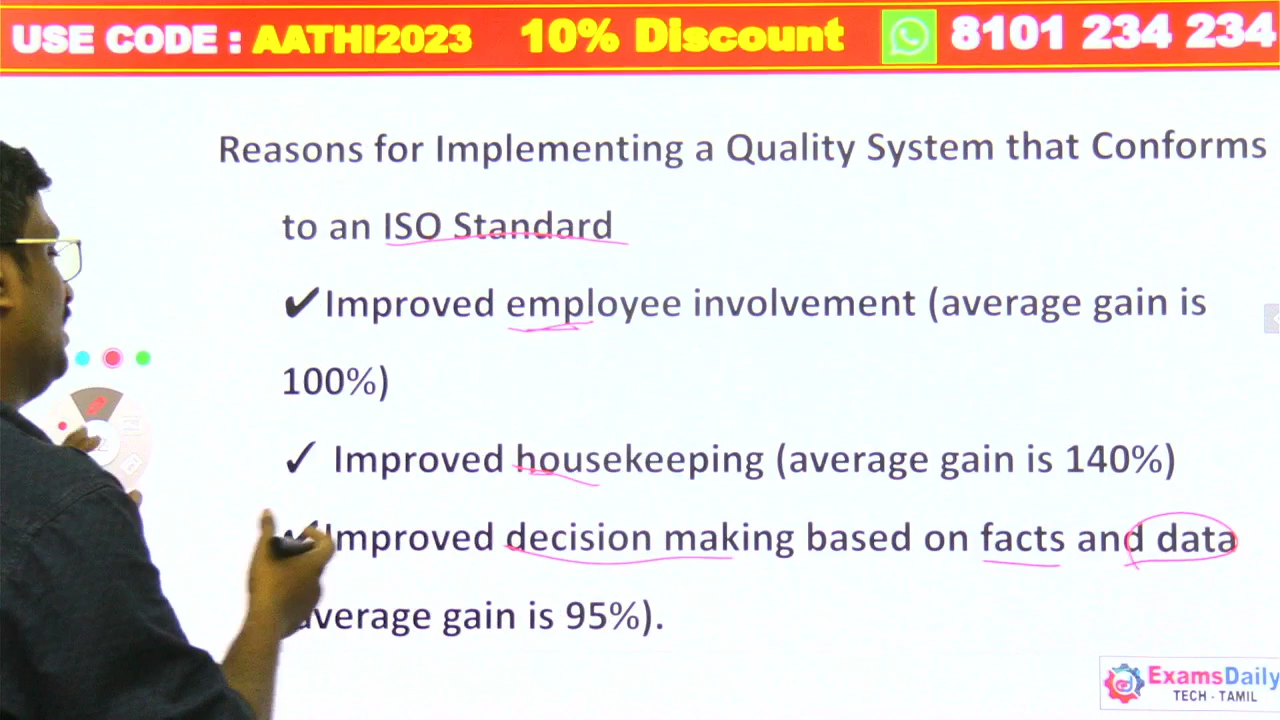 USE CODE : AATHI2023 10% Discount 8101 234 234
Reasons for Implementing a Quality System that Conforms
to an ISO Standard
✔Improved employee involvement (average gain is
100%)
✓ Improved housekeeping (average gain is 140%)
✔Improved decision making based on facts and data
average gain is 95%).
ExamsDaily
TECH - TAMIL